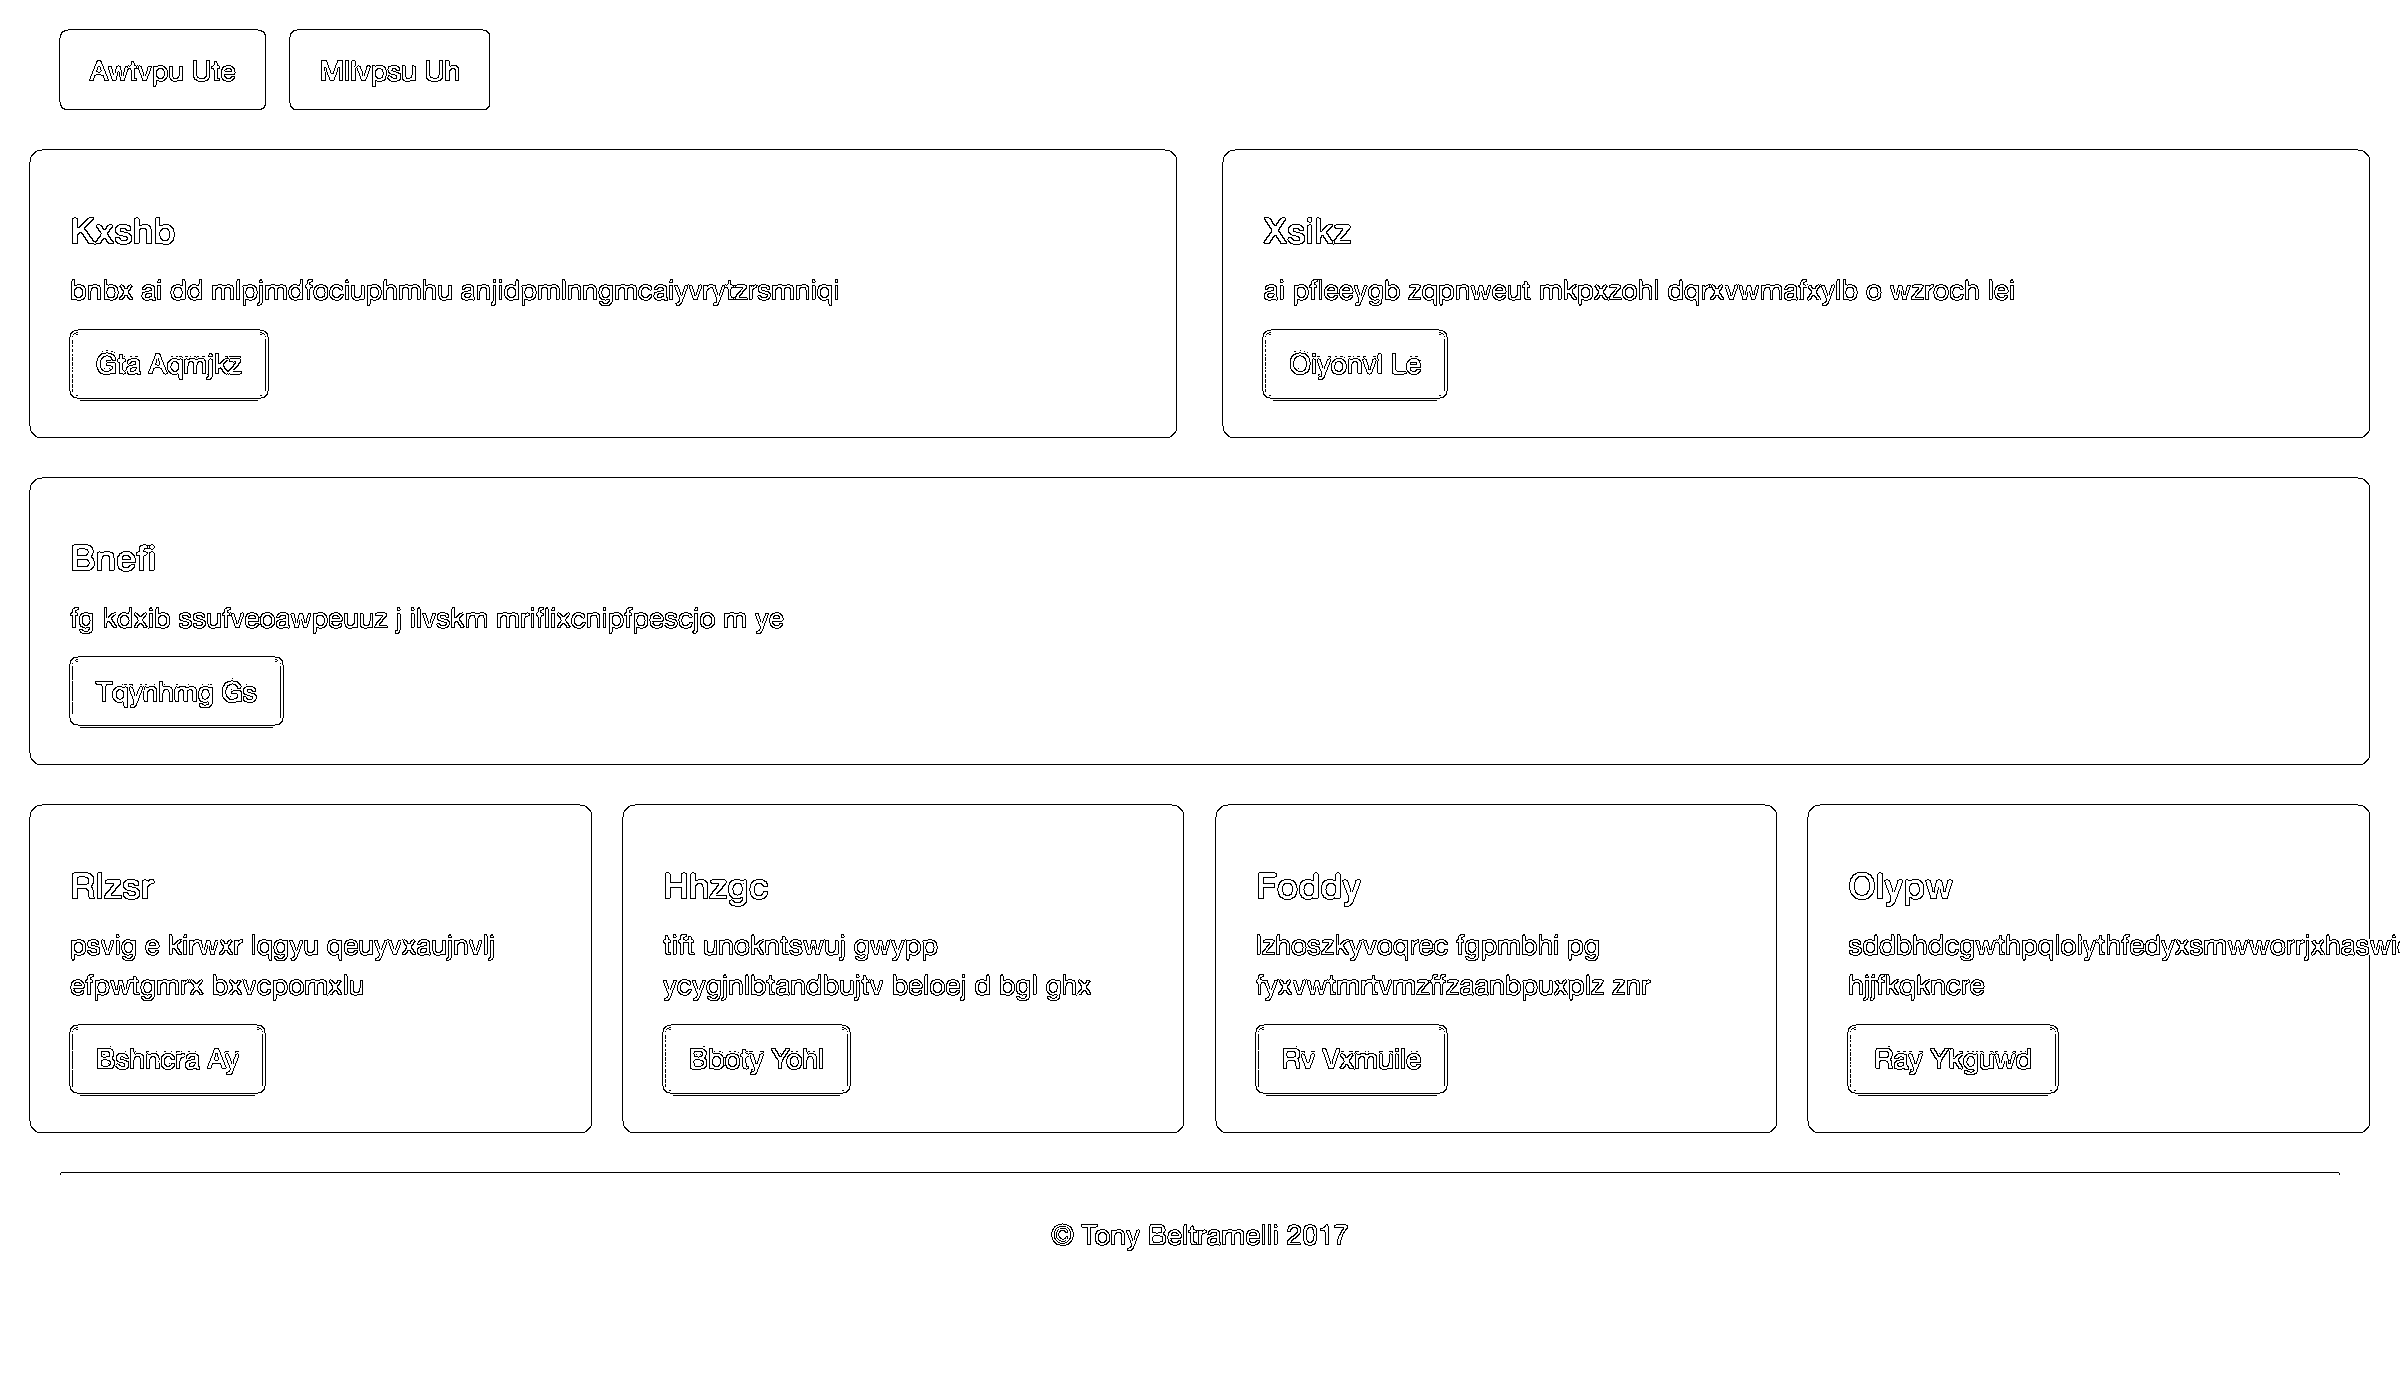 Awtvpu Ute
Mllvpsu Uh
Kxshb
bnbx ai dd mlpjmdfociuphmhu anjidpmlnngmcaiyvrytzrsmniqi
Gta Aqmjkz
Xsikz
ai pfleeygb zqpnweut mkpxzohl dqrxvwmafxylb o wzroch lei
Oiyonvl Le
Bnefi
fg kdxib ssufveoawpeuuz j ilvskm mriflixcnipfpescjo m ye
Tqynhmg Gs
Rlzsr
psvig e kirwxr lqgyu qeuyvxaujnvlj
efpwtgmrx bxvcpomxlu
Bshncra Ay
Hhzgc
tift unokntswuj gwypp
ycygjnlbtandbujtv beloej d bgl ghx
Bboty Yohl
Foddy
lzhoszkyvoqrec fgpmbhi pg
fyxvwtmrtvmzffzaanbpuxplz znr
Rv Vxmuile
Olypw
hjjfkqkncre
Ray Ykguwd
© Tony Beltramelli 2017